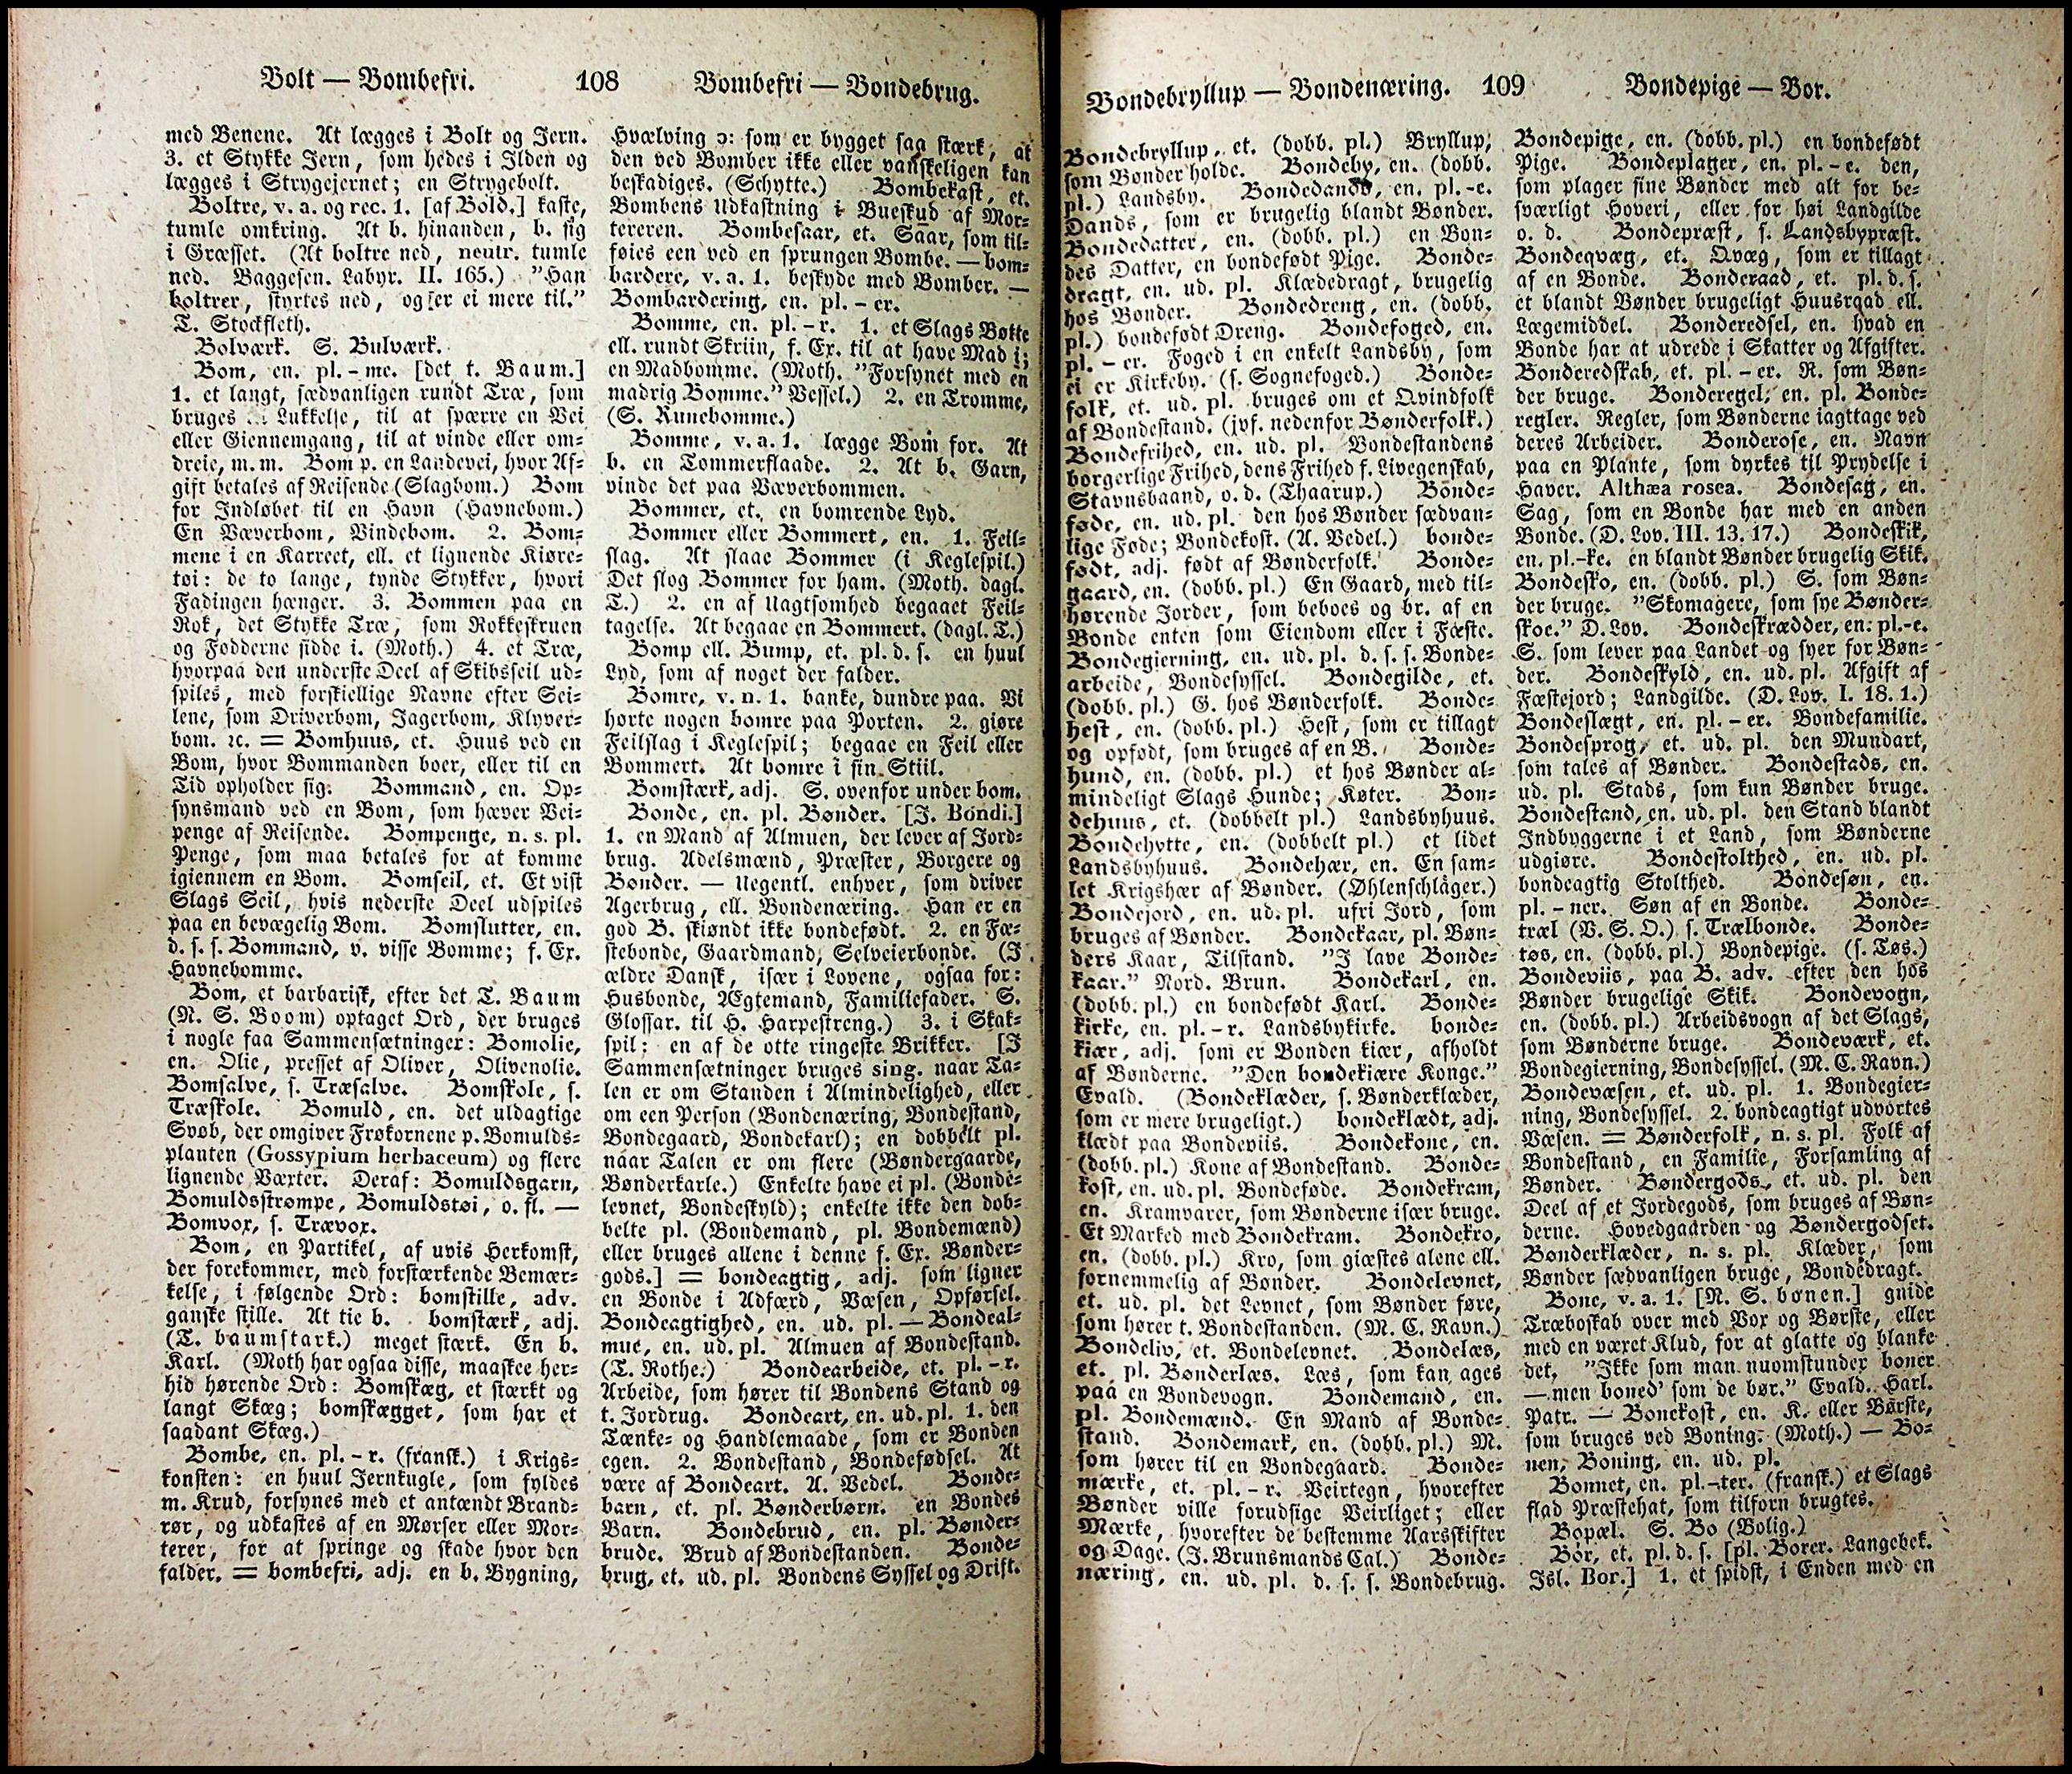 Bolt — Bombefri. 108 Bombefri — Bondebrug.
med Benene. At lægges i Bolt og Jern.
3. et Stykke Jern, som hedes i Ilden og
lægges i Strygejernet; en Strygebolt.
Boltre, v. a. og rec. 1. [af Bold.] kaste,
tumle omkring. At b. hinanden, b. sig
i Græsset. (At boltre ned, neutr. tumle
ned. Baggesen. Labyr. II. 165.) "Han
boltrer, styrtes ned, og er ei mere til."
T. Stockfleth.
Bolværk. S. Bulværk.
Bom, en. pl. - me. [det t. Baum.]
1. et langt, sædvanligen rundt Træ, som
bruges Lukkelse, til at spærre en Vei
eller Giennemgang, til at vinde eller om-
dreie, m. m. Bom p. en Landevei, hvor Af-
gift betales af Reisende (Slagbom.) Bom
for Indløbet til en Havn (Havnebom.)
En Væverbom, Vindebom. 2. Bom-
mene i en Karreet, ell. et lignende Kiøre-
tøi: de to lange, tynde Stykker, hvori
Fadingen hænger. 3. Bommen paa en
Rok, det Stykke Træ, som Rokkeskruen
og Fødderne sidde i. (Moth.) 4. et Træ,
hvorpaa den underste Deel af Skibsseil ud-
spiles, med forskiellige Navne efter Sei-
lene, som Driverbom, Jagerbom, Klyver-
bom. ꝛc. = Bomhuus, et. Huus ved en
Bom, hvor Bommanden boer, eller til en
Tid opholder sig. Bommand, en. Op-
synsmand ved en Bom, som hæver Vei-
penge af Reisende. Bompenge, n. s. pl.
Penge, som maa betales for at komme
igiennem en Bom. Bomseil, et. Et vist
Slags Seil, hvis nederste Deel udspiles
paa en bevægelig Bom. Bomslutter, en.
d. s. s. Bommand, v. visse Bomme; f. Ex.
Havnebomme.
Bom, et barbarisk, efter det T. Baum
(N. S. Boom) optaget Ord, der bruges
i nogle faa Sammensætninger: Bomolie,
en. Olie, presset af Oliver, Olivenolie.
Bomsalve, s. Træsalve. Bomskole, s.
Træskole. Bomuld, en. det uldagtige
Svøb, der omgiver Frøkornene p. Bomulds-
planten (Gossypium herbaceum) og flere
lignende Væxter. Deraf: Bomuldsgarn,
Bomuldsstrømpe, Bomuldstøi, o. fl. —
Bomvox, s. Trævox.
Bom, en Partikel, af uvis Herkomst,
der forekommer, med forstærkende Bemær-
kelse, i følgende Ord: bomstille, adv.
ganske stille. At tie b. bomstærk, adj.
(T. baumstark.) meget stærk. En b.
Karl. (Moth har ogsaa disse, maaskee her-
hid hørende Ord: Bomskæg, et stærkt og
langt Skæg; bomskægget, som har et
saadant Skæg.)
Bombe, en. pl. - r. (fransk.) i Krigs-
konsten: en huul Jernkugle, som fyldes
m. Krud, forsynes med et antændt Brand-
rør, og udkastes af en Mørser eller Mor-
terer, for at springe og skade hvor den
falder. = bombefri, adj. en b. Bygning,
Hvælving ɔ: som er bygget saa stærk, at
den ved Bomber ikke eller vanskeligen kan
beskadiges. (Schytte.) Bombekast, et.
Bombens Udkastning i Bueskud af Mor-
tereren. Bombesaar, et. Saar, som til-
føies een ved en sprungen Bombe. — bom-
bardere, v. a. 1. beskyde med Bomber. —
Bombardering, en. pl. - er.
Bomme, en. pl. - r. 1. et Slags Bøtte
ell. rundt Skriin, f. Ex. til at have Mad i;
en Madbomme. (Moth. "Forsynet med en
madrig Bomme." Vessel.) 2. en Tromme,
(S. Runebomme.)
Bomme, v. a. 1. lægge Bom for. At
b. en Tommerflaade. 2. At b. Garn,
vinde det paa Væverbommen.
Bommer, et. en bomrende Lyd.
Bommer eller Bommert, en. 1. Feil-
slag. At slaae Bommer (i Keglespil.)
Det slog Bommer for ham. (Moth. dagl.
T.) 2. en af Uagtsomhed begaaet Feil-
tagelse. At begaae en Bommert. (dagl. T.)
Bomp ell. Bump, et. pl. d. s. en huul
Lyd, som af noget der falder.
Bomre, v. n. 1. banke, dundre paa. Vi
hørte nogen bomre paa Porten. 2. giøre
Feilslag i Keglespil; begaae en Feil eller
Bommert. At bomre i sin Stiil.
Bomstærk, adj. S. ovenfor under bom.
Bonde, en. pl. Bønder. [J. Bóndi.]
1. en Mand af Almuen, der lever af Jord-
brug. Adelsmænd, Præster, Borgere og
Bønder. — Uegentl. enhver, som driver
Agerbrug, ell. Bondenæring. Han er en
god B. skiøndt ikke bondefødt. 2. en Fæ-
stebonde, Gaardmand, Selveierbonde. (I
ældre Dansk, især i Lovene, ogsaa for:
Husbonde, Ægtemand, Familiefader. S.
Glossar. til H. Harpestreng.) 3. i Skak-
spil: en af de otte ringeste Brikker. [I
Sammensætninger bruges sing. naar Ta-
len er om Standen i Almindelighed, eller
om een Person (Bondenæring, Bondestand,
Bondegaard, Bondekarl); en dobbelt pl.
naar Talen er om flere (Bøndergaarde,
Bønderkarle.) Enkelte have ei pl. (Bonde-
levnet, Bondeskyld); enkelte ikke den dob-
belte pl. (Bondemand, pl. Bondemænd)
eller bruges allene i denne f. Ex. Bønder-
gods.] = bondeagtig, adj. som ligner
en Bonde i Adfærd, Væsen, Opførsel.
Bondeagtighed, en. ud. pl. — Bondeal-
mue, en. ud. pl. Almuen af Bondestand.
(T. Rothe.) Bondearbeide, et. pl. - r.
Arbeide, som hører til Bondens Stand og
t. Jordrug. Bondeart, en. ud. pl. 1. den
Tænke- og Handlemaade, som er Bonden
egen. 2. Bondestand, Bondefødsel. At
være af Bondeart. A. Vedel. Bonde-
barn, et. pl. Bønderbørn. en Bondes
Barn. Bondebrud, en. pl. Bønder-
brude. Brud af Bondestanden. Bonde-
brug, et. ud. pl. Bondens Syssel og Drift.
Bondebryllup — Bondenæring. 109 Bondepige — Bor.
Bondebryllup, et. (dobb. pl.) Bryllup,
som Bønder holde. Bondeby, en. (dobb.
pl.) Landsby. Bondedands, en. pl. -e.
Dands, som er brugelig blandt Bønder.
Bondedatter, en. (dobb. pl.) en Bon-
des Datter, en bondefødt Pige. Bonde-
dragt, en. ud. pl. Klædedragt, brugelig
hos Bønder. Bondedreng, en. (dobb.
pl.) bondefødt Dreng. Bondefoged, en.
pl. - er. Foged i en enkelt Landsby, som
ei er Kirkeby. (s. Sognefoged.) Bonde-
folk, et. ud. pl. bruges om et Qvindfolk
af Bondestand. (jvf. nedenfor Bønderfolk.)
Bondefrihed, en. ud. pl. Bondestandens
borgerlige Frihed, dens Frihed f. Livegenskab,
Stavnsbaand, o. d. (Thaarup.) Bonde-
føde, en. ud. pl. den hos Bønder sædvan-
lige Føde; Bondekost. (A. Vedel.) bonde-
født, adj. født af Bønderfolk. Bonde-
gaard, en. (dobb. pl.) En Gaard, med til-
hørende Jorder, som beboes og br. af en
Bonde enten som Eiendom eller i Fæste.
Bondegierning, en. ud. pl. d. s. s. Bonde-
arbeide, Bondesyssel. Bondegilde, et.
(dobb. pl.) G. hos Bønderfolk. Bonde-
hest, en. (dobb. pl.) Hest, som er tillagt
og opfødt, som bruges af en B. Bonde-
hund, en. (dobb. pl.) et hos Bønder al-
mindeligt Slags Hunde; Køter. Bon-
dehuus, et. (dobbelt pl.) Landsbyhuus.
Bondehytte, en. (dobbelt pl.) et lidet
Landsbyhuus. Bondehær, en. En sam-
let Krigshær af Bønder. (Øhlenschlåger.)
Bondejord, en. ud. pl. ufri Jord, som
bruges af Bønder. Bondekaar, pl. Bøn-
ders Kaar, Tilstand. "I lave Bonde-
kaar." Nord. Brun. Bondekarl, en.
(dobb. pl.) en bondefødt Karl. Bonde-
kirke, en. pl. - r. Landsbykirke. bonde-
kiær, adj. som er Bonden kiær, afholdt
af Bønderne. "Den bondekiære Konge."
Evald. (Bondeklæder, s. Bønderklæder,
som er mere brugeligt.) bondeklædt, adj.
klædt paa Bondeviis. Bondekone, en.
(dobb. pl.) Kone af Bondestand. Bonde-
kost, en. ud. pl. Bondeføde. Bondekram,
en. Kramvarer, som Bønderne især bruge.
Et Marked med Bondekram. Bondekro,
en. (dobb. pl.) Kro, som giæstes alene ell.
fornemmelig af Bønder. Bondelevnet,
et. ud. pl. det Levnet, som Bønder føre,
som hører t. Bondestanden. (M. C. Ravn.)
Bondeliv, et. Bondelevnet. Bondelæs,
et. pl. Bønderlæs. Læs, som kan ages
paa en Bondevogn. Bondemand, en.
pl. Bondemænd. En Mand af Bonde-
stand. Bondemark, en. (dobb. pl.) M.
som hører til en Bondegaard. Bonde-
mærke, et. pl. - r. Veirtegn, hvorefter
Bønder ville forudsige Veirliget; eller
Mærke, hvorefter de bestemme Aarsskifter
og Dage. (J. Brunsmands Cal.) Bonde-
næring, en. ud. pl. d. s. s. Bondebrug.
Bondepige, en. (dobb. pl.) en bondefødt
Pige. Bondeplager, en. pl. - e. den,
som plager sine Bønder med alt for be-
sværligt Hoveri, eller for høi Landgilde
o. d. Bondepræst, s. Landsbypræst.
Bondeqvæg, et. Qvæg, som er tillagt
af en Bonde. Bonderaad, et. pl. d. s.
et blandt Bønder brugeligt Huusraad ell.
Lægemiddel. Bonderedsel, en. hvad en
Bonde har at udrede i Skatter og Afgifter.
Bonderedskab, et. pl. - er. R. som Bøn-
der bruge. Bonderegel, en. pl. Bonde-
regler. Regler, som Bønderne iagttage ved
deres Arbeider. Bonderose, en. Navn
paa en Plante, som dyrkes til Prydelse i
Haver. Althæa rosea. Bondesag, en.
Sag, som en Bonde har med en anden
Bonde. (D. Lov. III. 13. 17.) Bondeskik,
en. pl. -ke. en blandt Bønder brugelig Skik.
Bondesko, en. (dobb. pl.) S. som Bøn-
der bruge. "Skomagere, som sye Bønder-
skoe." D. Lov. Bondeskrædder, en. pl. -e.
S. som lever paa Landet og syer for Bøn-
der. Bondeskyld, en. ud. pl. Afgift af
Fæstejord; Landgilde. (D. Lov. I. 18. 1.)
Bondeslægt, en. pl. - er. Bondefamilie.
Bondesprog, et. ud. pl. den Mundart,
som tales af Bønder. Bondestads, en.
ud. pl. Stads, som kun Bønder bruge.
Bondestand, en. ud. pl. den Stand blandt
Indbyggerne i et Land, som Bønderne
udgiøre. Bondestolthed, en. ud. pl.
bondeagtig Stolthed. Bondesøn, en.
pl. - ner. Søn af en Bonde. Bonde-
træl (V. S. O.) s. Trælbonde. Bonde-
tøs, en. (dobb. pl.) Bondepige. (s. Tøs.)
Bondeviis, paa B. adv. efter den hos
Bønder brugelige Skik. Bondevogn,
en. (dobb. pl.) Arbeidsvogn af det Slags,
som Bønderne bruge. Bondeværk, et.
Bondegierning, Bondesyssel. (M. C. Ravn.)
Bondevæsen, et. ud. pl. 1. Bondegier-
ning, Bondesyssel. 2. bondeagtigt udvortes
Væsen. = Bønderfolk, n. s. pl. Folk af
Bondestand, en Familie, Forsamling af
Bønder. Bøndergods, et. ud. pl. den
Deel af et Jordegods, som bruges af Bøn-
derne. Hovedgaarden og Bøndergodset.
Bønderklæder, n. s. pl. Klæder, som
Bønder sædvanligen bruge, Bondedragt.
Bone, v. a. 1. [N. S. bonen.] gnide
Træboskab over med Vox og Børste, eller
med en væxet Klud, for at glatte og blanke
det. "Ikke som man nuomstunder boner
— men boned' som de bør." Evald. Harl.
Patr. — Bonekost, en. K. eller Børste,
som bruges ved Boning. (Moth.) — Bo-
nen, Boning, en. ud. pl.
Bonnet, en. pl. -ter. (fransk.) et Slags
flad Præstehat, som tilforn brugtes.
Bopæl. S. Bo (Bolig.)
Bor, et. pl. d. s. [pl. Borer. Langebek.
Isl. Bor.] 1. et spidst, i Enden med en